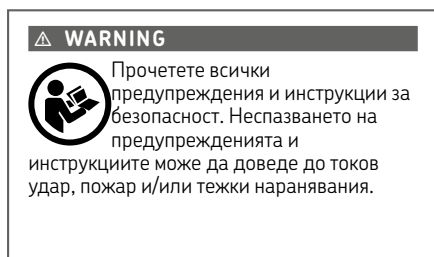 ⚠ WARNING
Прочетете всички
предупреждения и инструкции за
безопасност. Неспазването на
предупрежденията и
инструкциите може да доведе до токов
удар, пожар и/или тежки наранявания.